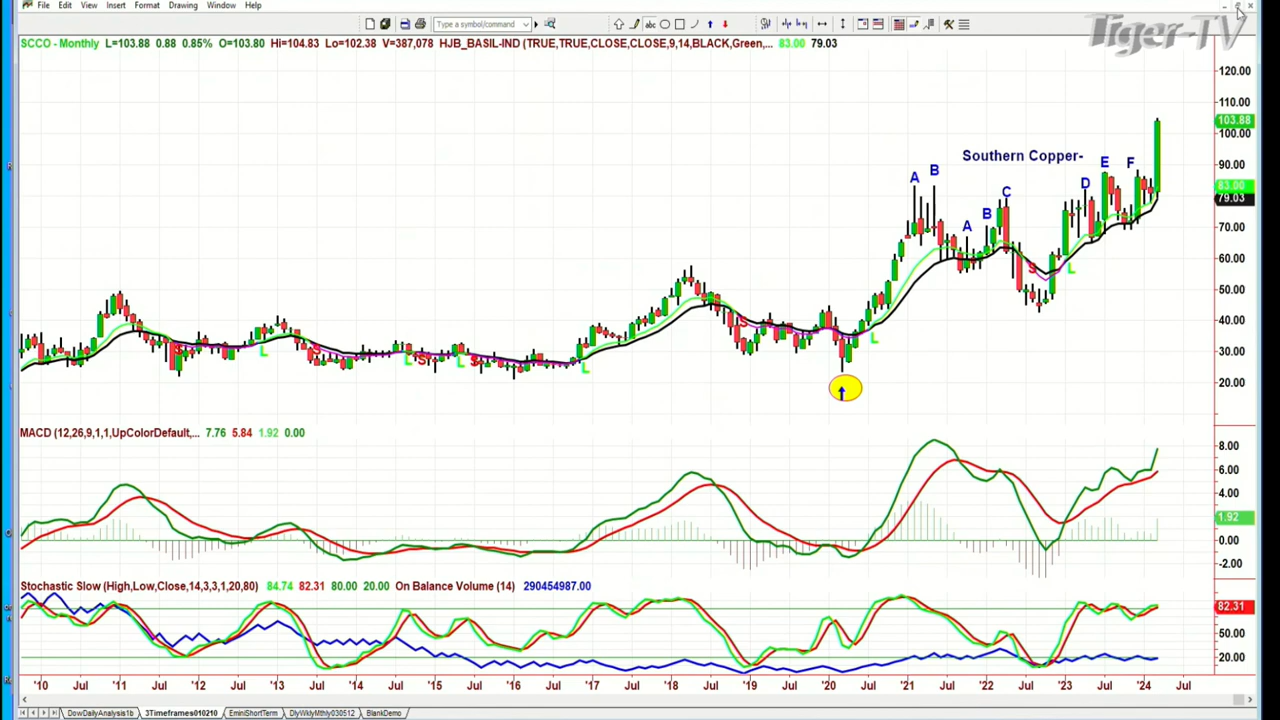 File Edit View Insert Format Drawing Window Help
Type a symbol/command
abc
Tiger-TV
SCCO - Monthly L=103.88 0.88 0.85% O=103.80 Hi=104.83 Lo=102.38 V=387,078 HJB_BASIL-IND (TRUE,TRUE,CLOSE,CLOSE,9,14,BLACK,Green,... 83.00 79.03
120.00
110.00
103.88
100.00
Southern Copper-
A B C D E F
A B
90.00
83.00
79.03
70.00
60.00
50.00
40.00
30.00
20.00
S L S L S L S L S L S L
MACD (12,26,9,1,1,UpColorDefault,... 7.76 5.84 1.92 0.00
8.00
6.00
4.00
1.92
0.00
-2.00
Stochastic Slow (High,Low,Close,14,3,3,1,20,80) 84.74 82.31 80.00 20.00 On Balance Volume (14) 290454987.00
82.31
50.00
20.00
'10 Jul '11 Jul '12 Jul '13 Jul '14 Jul '15 Jul '16 Jul '17 Jul '18 Jul '19 Jul '20 Jul '21 Jul '22 Jul '23 Jul '24 Jul
DowDailyAnalysis1b 3Timeframes010210 EminiShortTerm DlyWklyMthly030512 BlankDemo